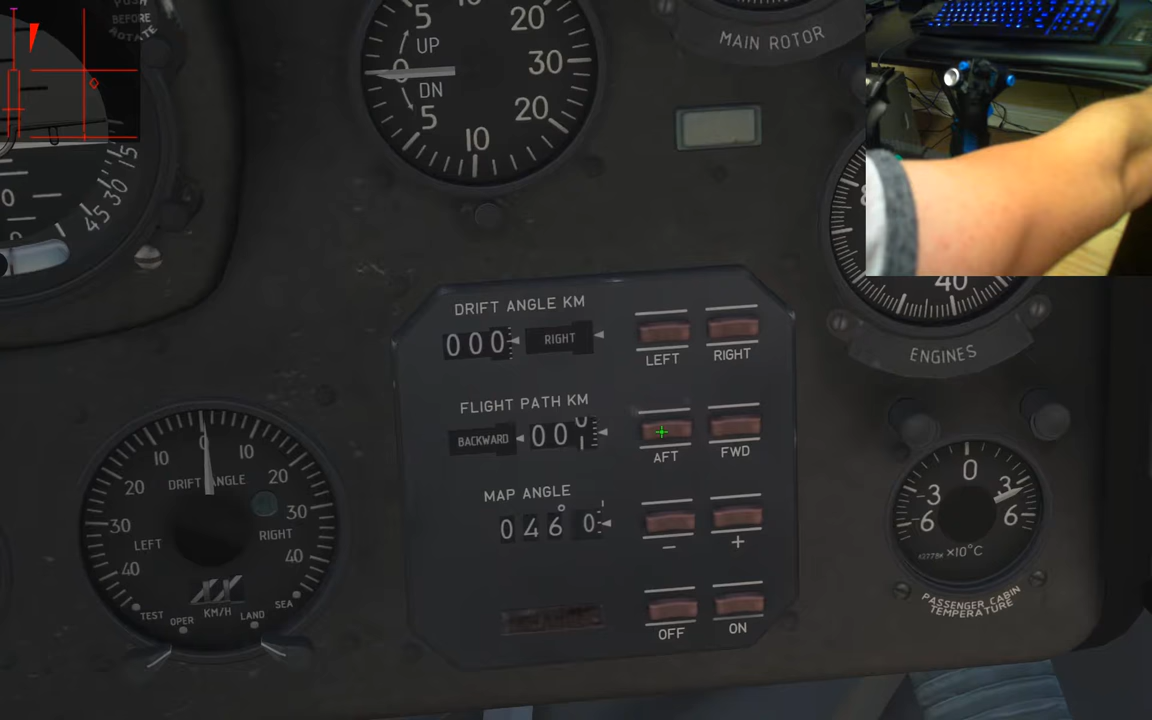 PUSH
BEFORE
ROTATE
15
30
45
0
10
20
30
20
10
5
UP
0
DN
5
MAIN ROTOR
40
ENGINES
DRIFT ANGLE KM
000
RIGHT
LEFT
RIGHT
FLIGHT PATH KM
BACKWARD
00
AFT
FWD
MAP ANGLE
046° 0
−
+
OFF
ON
0
10
10
20
20
30
30
40
40
DRIFT ANGLE
LEFT
RIGHT
TEST
OPER
KM/H
LAND
SEA
0
-3
3
-6
6
×10°C
PASSENGER CABIN
TEMPERATURE